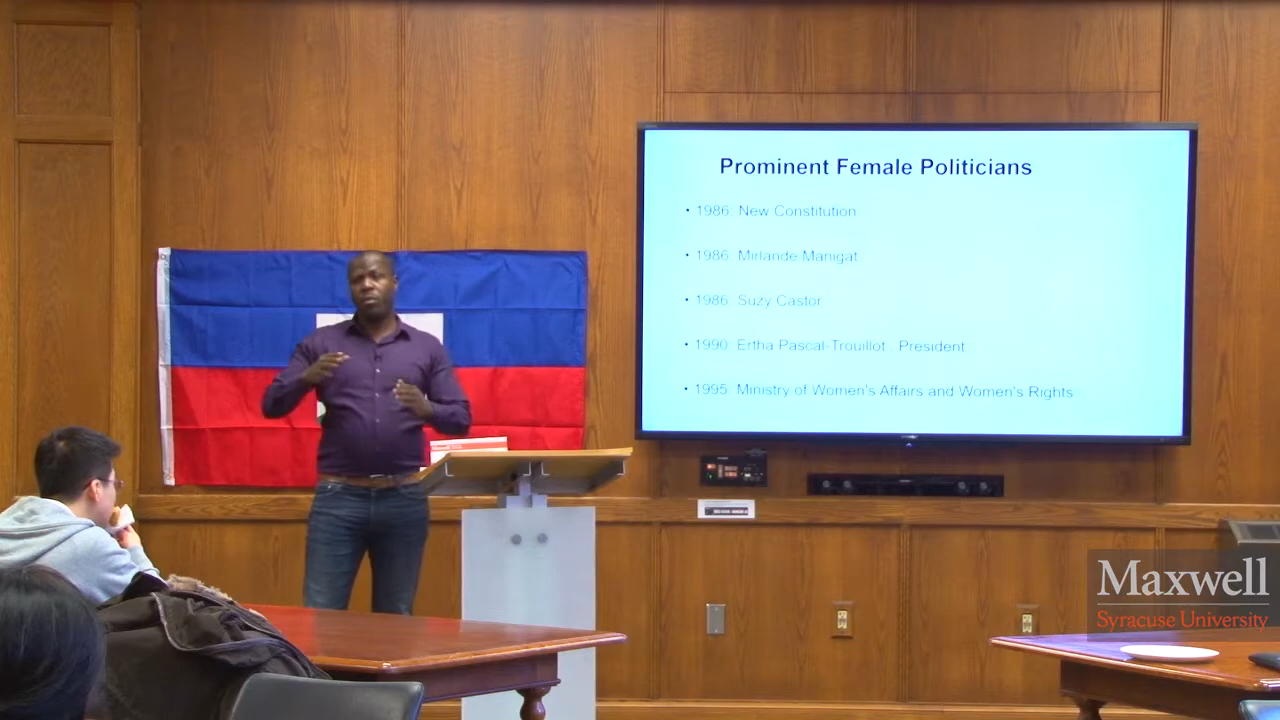 Prominent Female Politicians
• 1986: New Constitution
• 1986: Mirlande Manigat
• 1986: Suzy Castor
• 1990: Ertha Pascal-Trouillot . President
• 1995: Ministry of Women's Affairs and Women's Rights
Maxwell
Syracuse University